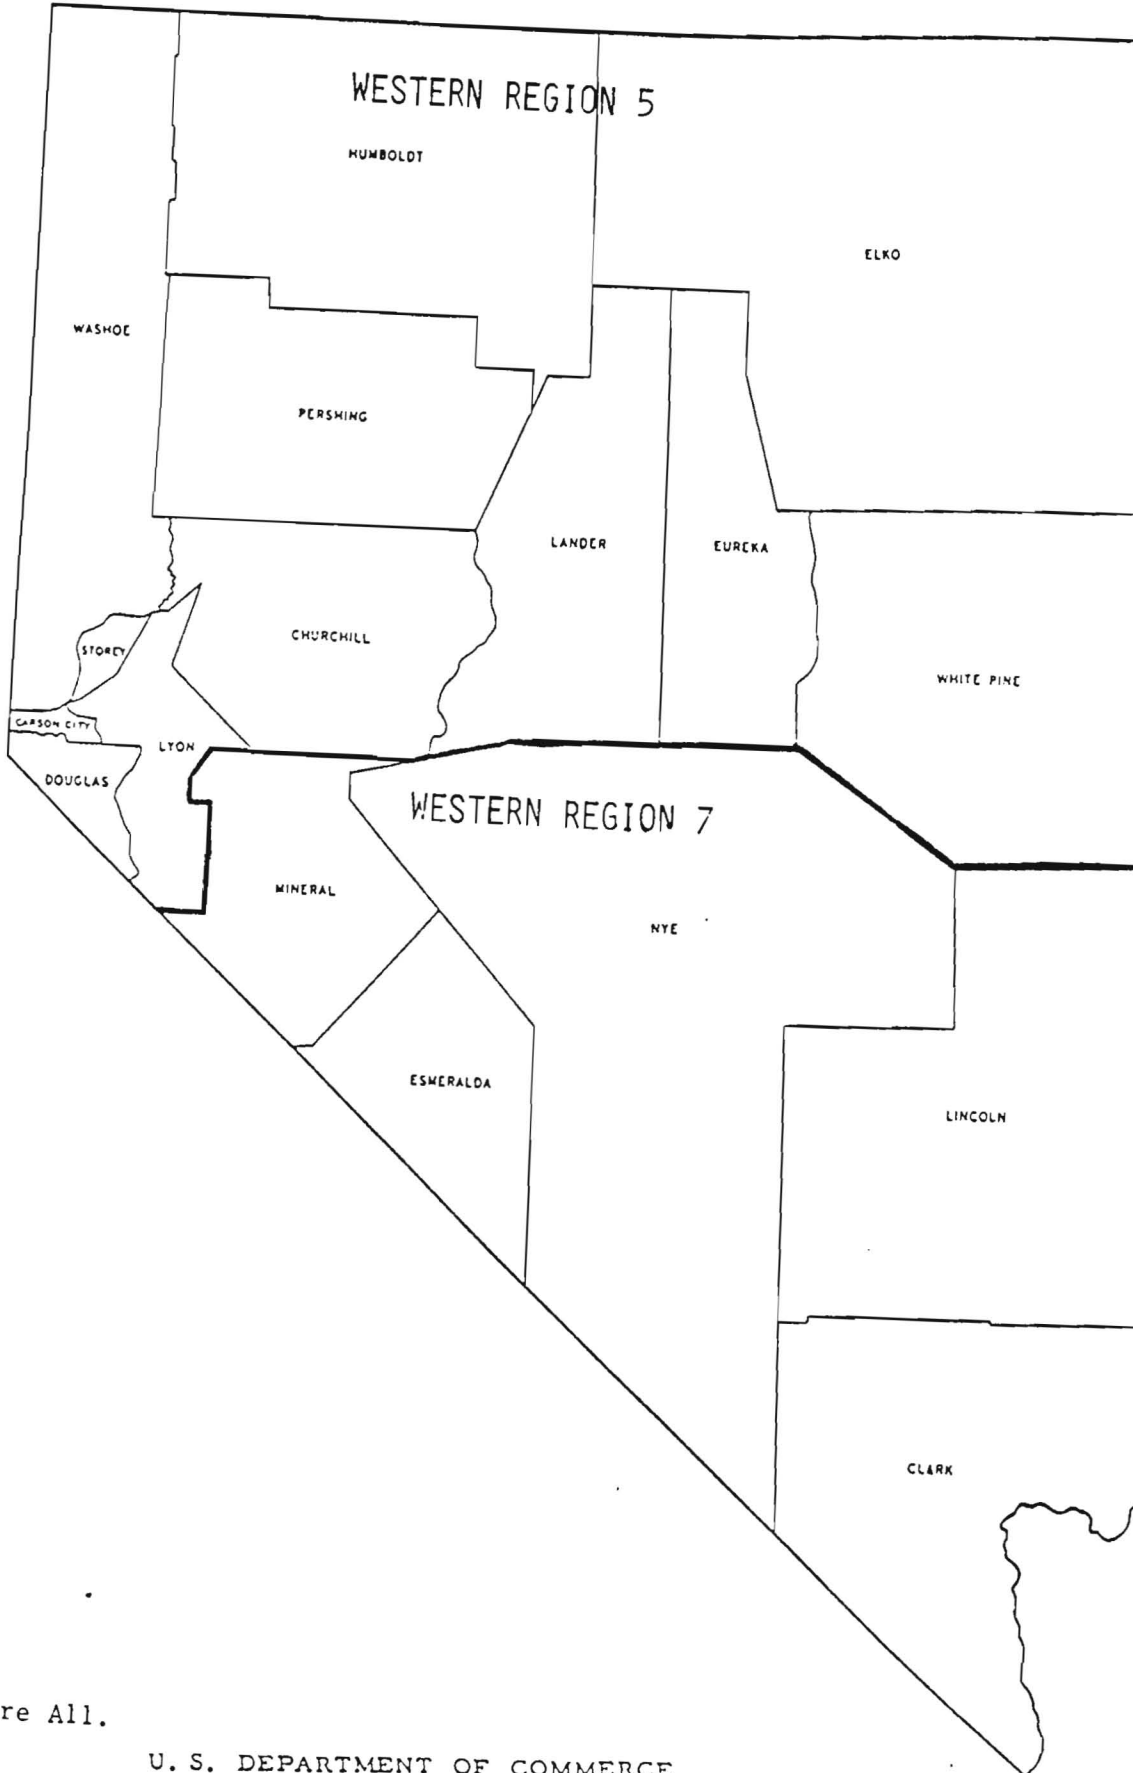 WESTERN REGION 5
HUMBOLDT
ELKO
WASHOE
PERSHING
LANDER
EUREKA
CHURCHILL
STOREY
WHITE PINE
CARSON CITY
LYON
DOUGLAS
WESTERN REGION 7
MINERAL
NYE
ESMERALDA
LINCOLN
CLARK
re All.
U. S. DEPARTMENT OF COMMERCE